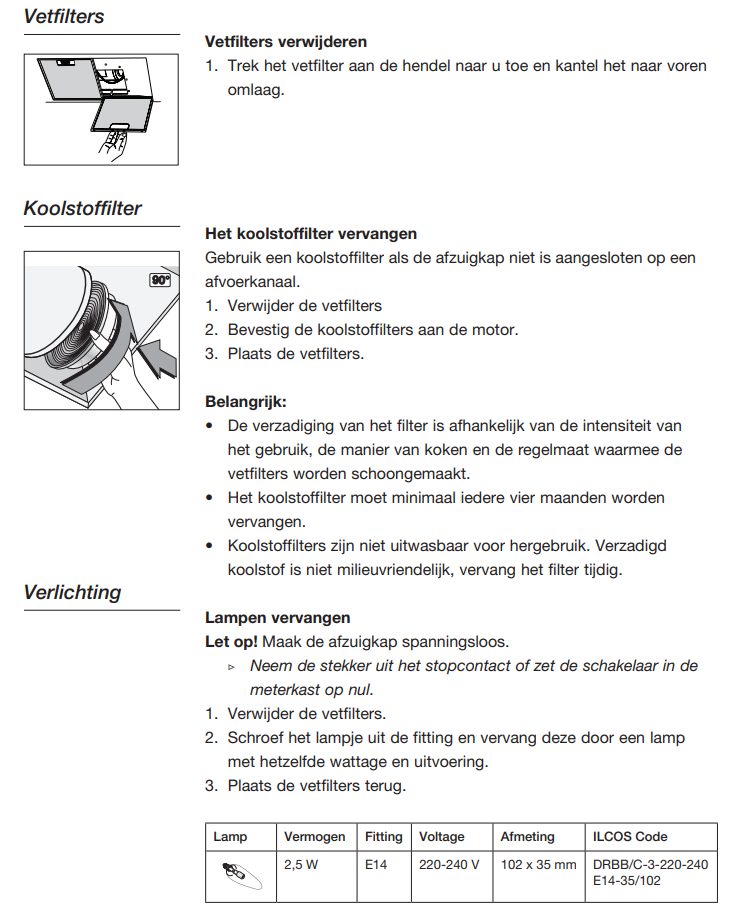 Vetfilters
Vetfilters verwijderen
1. Trek het vetfilter aan de hendel naar u toe en kantel het naar voren
omlaag.
Koolstoffilter
90°
Het koolstoffilter vervangen
Gebruik een koolstoffilter als de afzuigkap niet is aangesloten op een
afvoerkanaal.
1. Verwijder de vetfilters
2. Bevestig de koolstoffilters aan de motor.
3. Plaats de vetfilters.
Belangrijk:
• De verzadiging van het filter is afhankelijk van de intensiteit van
het gebruik, de manier van koken en de regelmaat waarmee de
vetfilters worden schoongemaakt.
• Het koolstoffilter moet minimaal iedere vier maanden worden
vervangen.
• Koolstoffilters zijn niet uitwasbaar voor hergebruik. Verzadigd
koolstof is niet milieuvriendelijk, vervang het filter tijdig.
Verlichting
Lampen vervangen
Let op! Maak de afzuigkap spanningsloos.
▹ Neem de stekker uit het stopcontact of zet de schakelaar in de
meterkast op nul.
1. Verwijder de vetfilters.
2. Schroef het lampje uit de fitting en vervang deze door een lamp
met hetzelfde wattage en uitvoering.
3. Plaats de vetfilters terug.
Lamp Vermogen Fitting Voltage Afmeting ILCOS Code
2,5 W E14 220-240 V 102 x 35 mm DRBB/C-3-220-240
E14-35/102